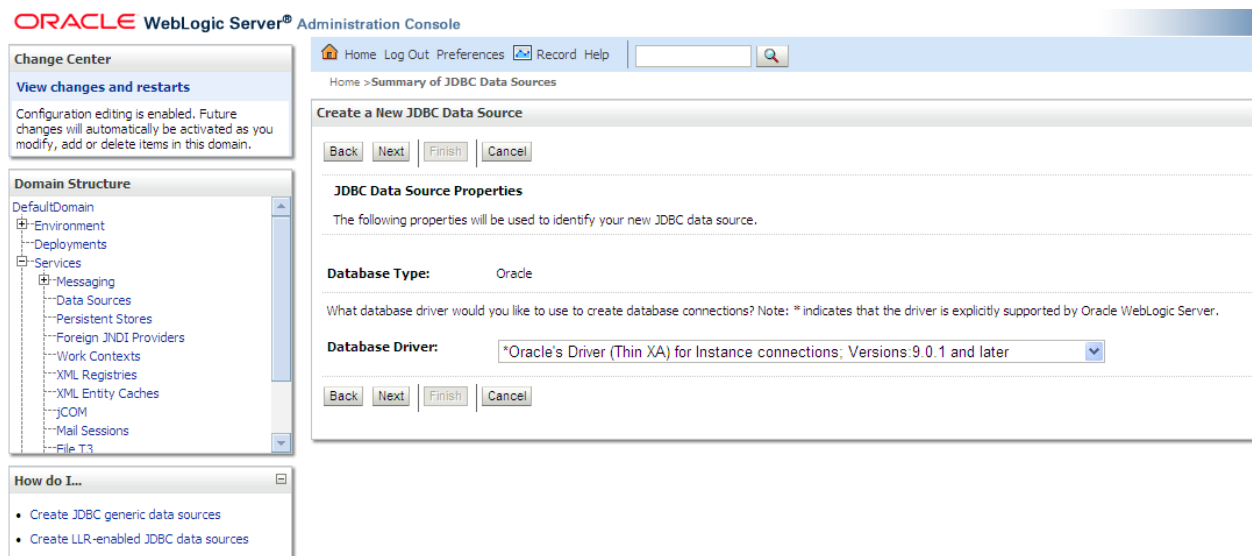 ORACLE WebLogic Server® Administration Console
Change Center
View changes and restarts
Configuration editing is enabled. Future
changes will automatically be activated as you
modify, add or delete items in this domain.
Domain Structure
DefaultDomain
Environment
Deployments
Services
Messaging
Data Sources
Persistent Stores
Foreign JNDI Providers
Work Contexts
XML Registries
XML Entity Caches
jCOM
Mail Sessions
File T3
How do I...
Create JDBC generic data sources
Create LLR-enabled JDBC data sources
Home Log Out Preferences Record Help
Home >Summary of JDBC Data Sources
Create a New JDBC Data Source
Back Next Finish Cancel
JDBC Data Source Properties
The following properties will be used to identify your new JDBC data source.
Database Type: Oracle
What database driver would you like to use to create database connections? Note: * indicates that the driver is explicitly supported by Oracle WebLogic Server.
Database Driver: *Oracle's Driver (Thin XA) for Instance connections; Versions:9.0.1 and later
Back Next Finish Cancel